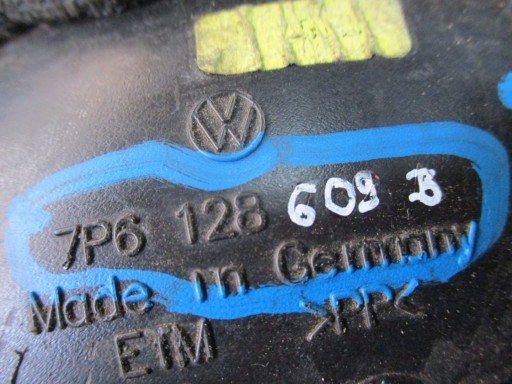 7P6 128 609 B
Made in Germany
ETM >PP<